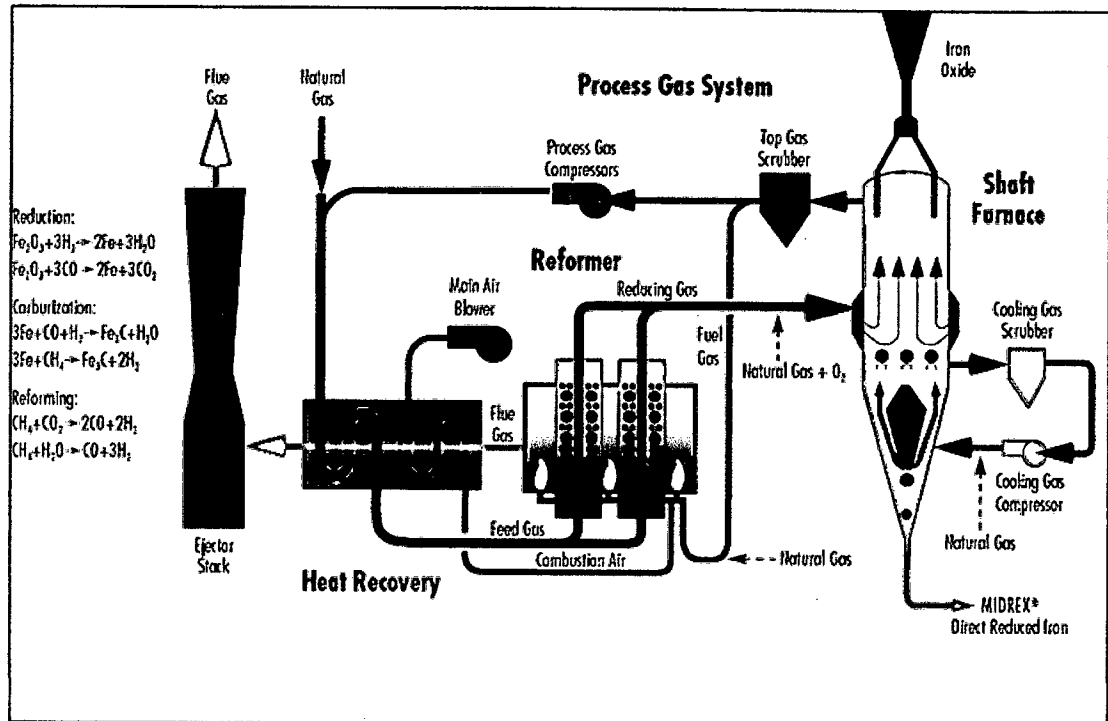 Iron
Oxide
Flue
Gas
Natural
Gas
Process Gas System
Process Gas
Compressors
Top Gas
Scrubber
Shaft
Furnace
Reduction:
Fe₂O₃+3H₂→2Fe+3H₂O
Fe₂O₃+3CO→2Fe+3CO₂
Carburization:
3Fe+CO+H₂→Fe₃C+H₂O
3Fe+CH₄→Fe₃C+2H₂
Reforming:
CH₄+CO₂→2CO+2H₂
CH₄+H₂O→CO+3H₂
Reformer
Main Air
Blower
Reducing Gas
Fuel
Gas
Natural Gas + O₂
Cooling Gas
Scrubber
Flue
Gas
Cooling Gas
Compressor
Natural Gas
Feed Gas
Combustion Air
Natural Gas
Ejector
Stack
Heat Recovery
MIDREX®
Direct Reduced Iron